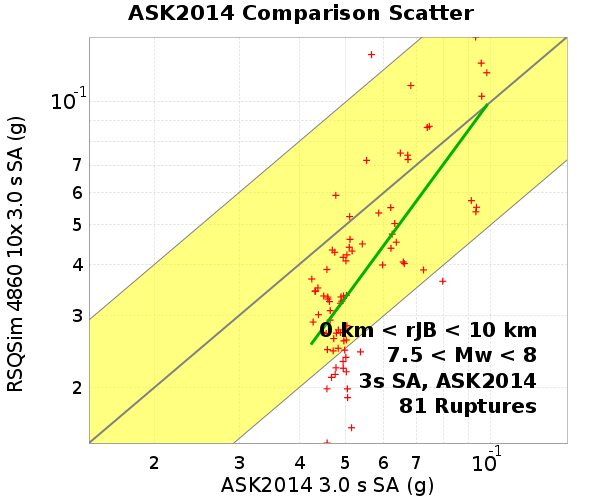 ASK2014 Comparison Scatter
RSQSim 4860 10x 3.0 s SA (g)
10-1
7
6
5
4
3
2
0 km < rJB < 10 km
7.5 < Mw < 8
3s SA, ASK2014
81 Ruptures
2 3 4 5 6 7 10-1
ASK2014 3.0 s SA (g)